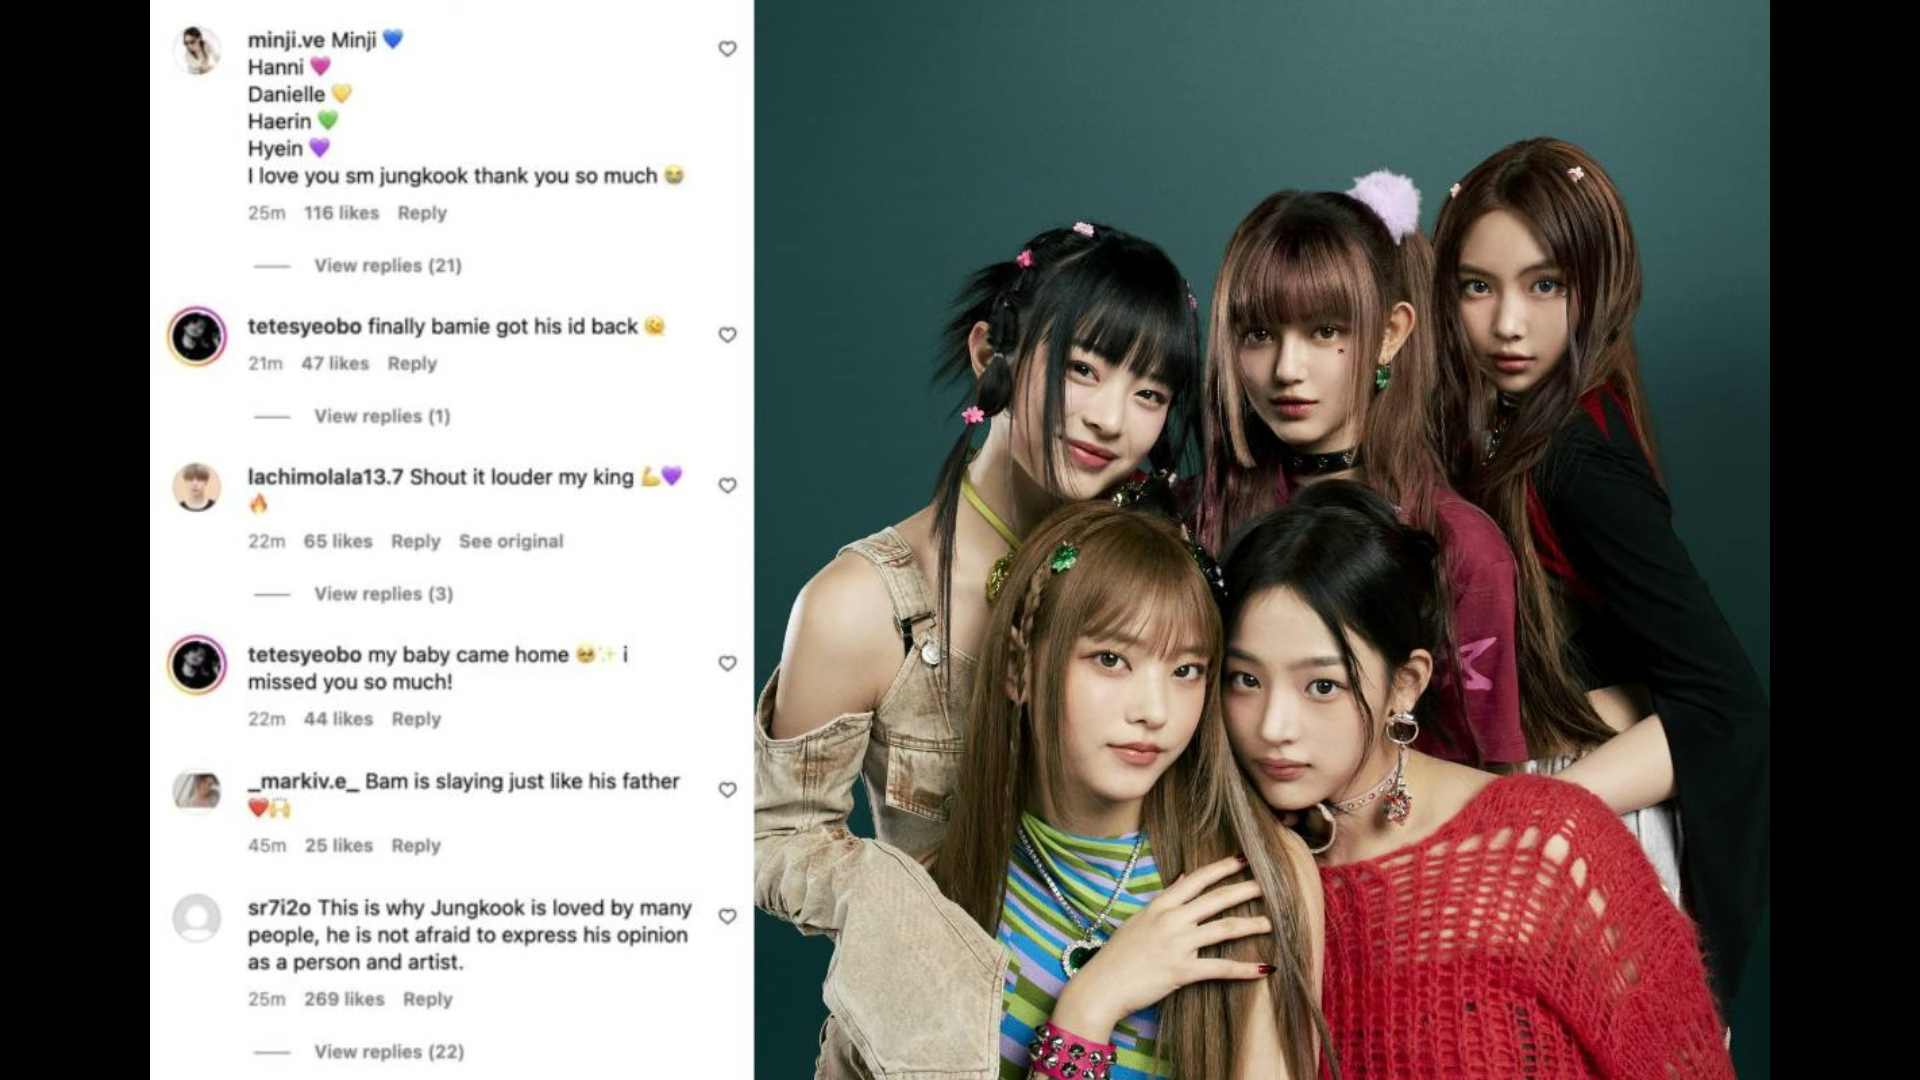 minji.ve Minji 💙
Hanni 💗
Danielle 💛
Haerin 💚
Hyein 💜
I love you sm jungkook thank you so much 😭
25m 116 likes Reply
View replies (21)
tetesyeobo finally bamie got his id back 🫠
21m 47 likes Reply
View replies (1)
lachimolala13.7 Shout it louder my king 💪💜
🔥
22m 65 likes Reply See original
View replies (3)
tetesyeobo my baby came home 🥹✨ i
missed you so much!
22m 44 likes Reply
_markiv.e_ Bam is slaying just like his father
❤️🙌
45m 25 likes Reply
sr7i2o This is why Jungkook is loved by many
people, he is not afraid to express his opinion
as a person and artist.
25m 269 likes Reply
View replies (22)